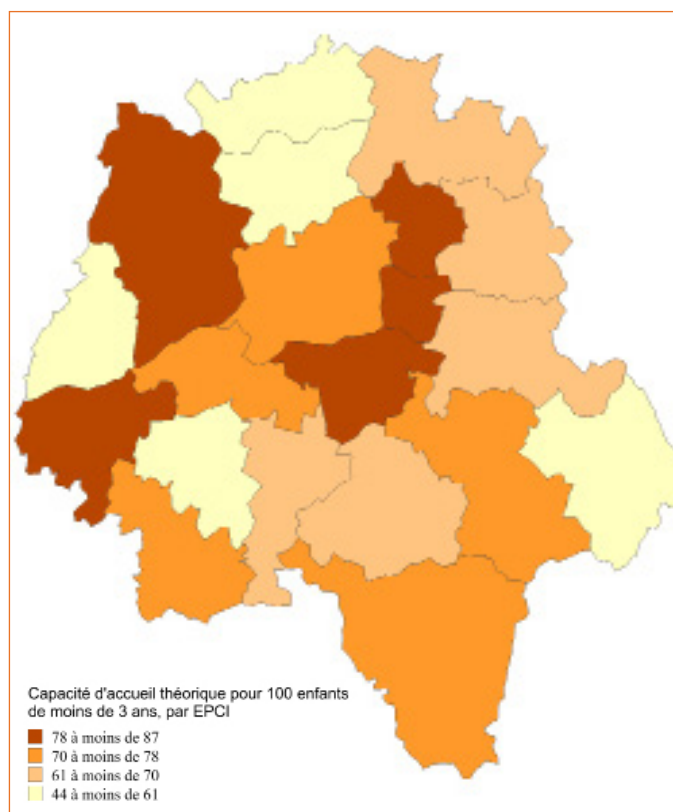 Capacité d'accueil théorique pour 100 enfants
de moins de 3 ans, par EPCI
78 à moins de 87
70 à moins de 78
61 à moins de 70
44 à moins de 61